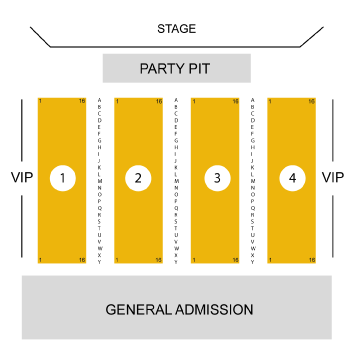 STAGE
PARTY PIT
1 16 1 16 1 16 1 16
A A A
B B B
C C C
D D D
E E E
F F F
G G G
H H H
I I I
J J J
K K K
L L L
VIP 1 M 2 M 3 M 4 VIP
N N N
O O O
P P P
Q Q Q
R R R
S S S
T T T
U U U
V V V
W W W
X X X
Y Y Y
1 16 1 16 1 16 1 16
GENERAL ADMISSION